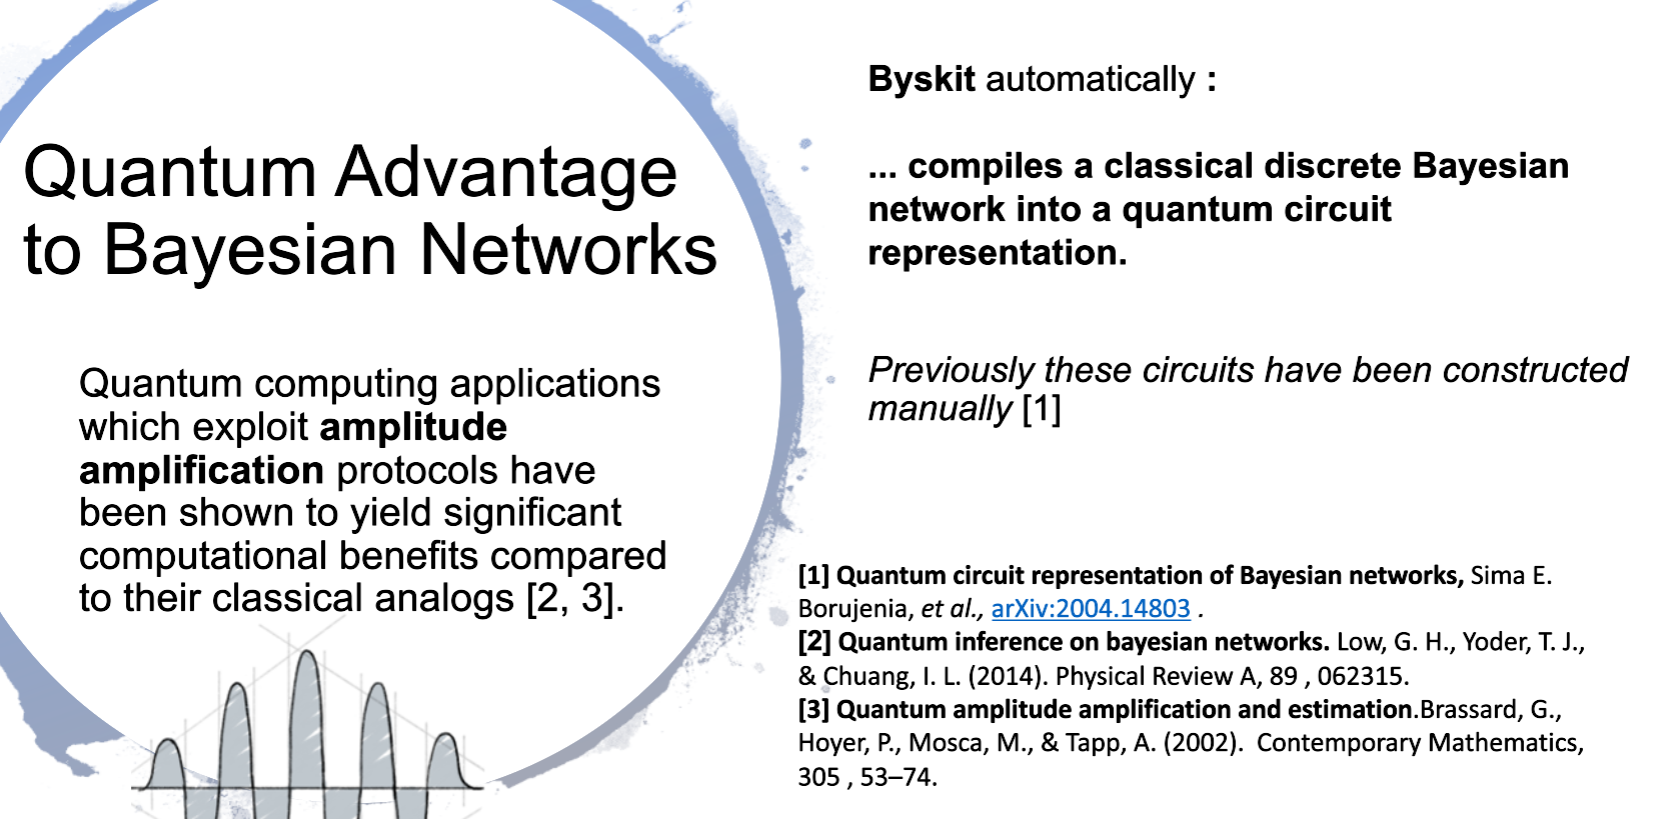 Quantum Advantage
to Bayesian Networks
Quantum computing applications
which exploit amplitude
amplification protocols have
been shown to yield significant
computational benefits compared
to their classical analogs [2, 3].
Byskit automatically :
... compiles a classical discrete Bayesian
network into a quantum circuit
representation.
Previously these circuits have been constructed
manually [1]
[1] Quantum circuit representation of Bayesian networks, Sima E.
Borujenia, et al., arXiv:2004.14803 .
[2] Quantum inference on bayesian networks. Low, G. H., Yoder, T. J.,
& Chuang, I. L. (2014). Physical Review A, 89 , 062315.
[3] Quantum amplitude amplification and estimation.Brassard, G.,
Hoyer, P., Mosca, M., & Tapp, A. (2002).  Contemporary Mathematics,
305 , 53–74.